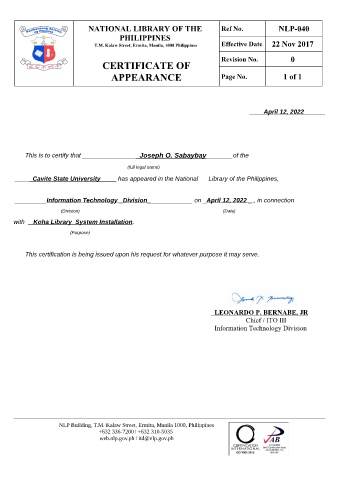 NATIONAL LIBRARY OF THE
PHILIPPINES
T.M. Kalaw Street, Ermita, Manila, 1000 Philippines
CERTIFICATE OF
APPEARANCE
Ref No. NLP-040
Effective Date 22 Nov 2017
Revision No. 0
Page No. 1 of 1
April 12, 2022
This is to certify that Joseph O. Sabaybay of the
(full legal name)
Cavite State University has appeared in the National Library of the Philippines,
Information Technology Division on April 12, 2022, in connection
(Division) (Date)
with Koha Library System Installation.
(Purpose)
This certification is being issued upon his request for whatever purpose it may serve.
LEONARDO P. BERNABE, JR
Chief / ITO III
Information Technology Division
NLP Building, T.M. Kalaw Street, Ermita, Manila 1000, Philippines
+632 336-7200 | +632 310-5035
web.nlp.gov.ph | itd@nlp.gov.ph
CERTIFICATION
INTERNATIONAL
ISO 9001:2015
JAB